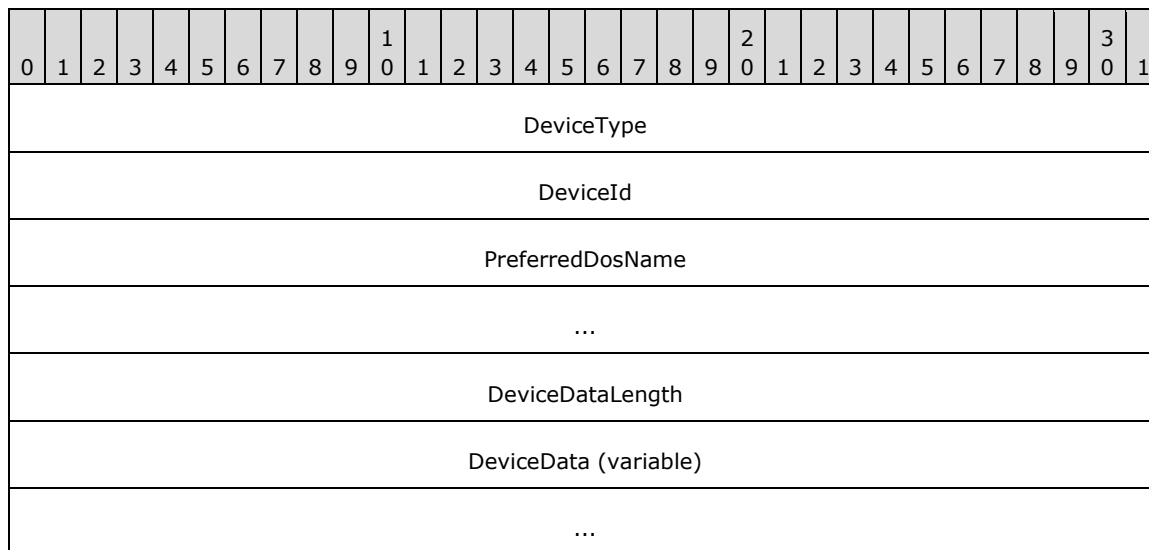 1 2 3
0 1 2 3 4 5 6 7 8 9 0 1 2 3 4 5 6 7 8 9 0 1 2 3 4 5 6 7 8 9 0 1
DeviceType
DeviceId
PreferredDosName
...
DeviceDataLength
DeviceData (variable)
...